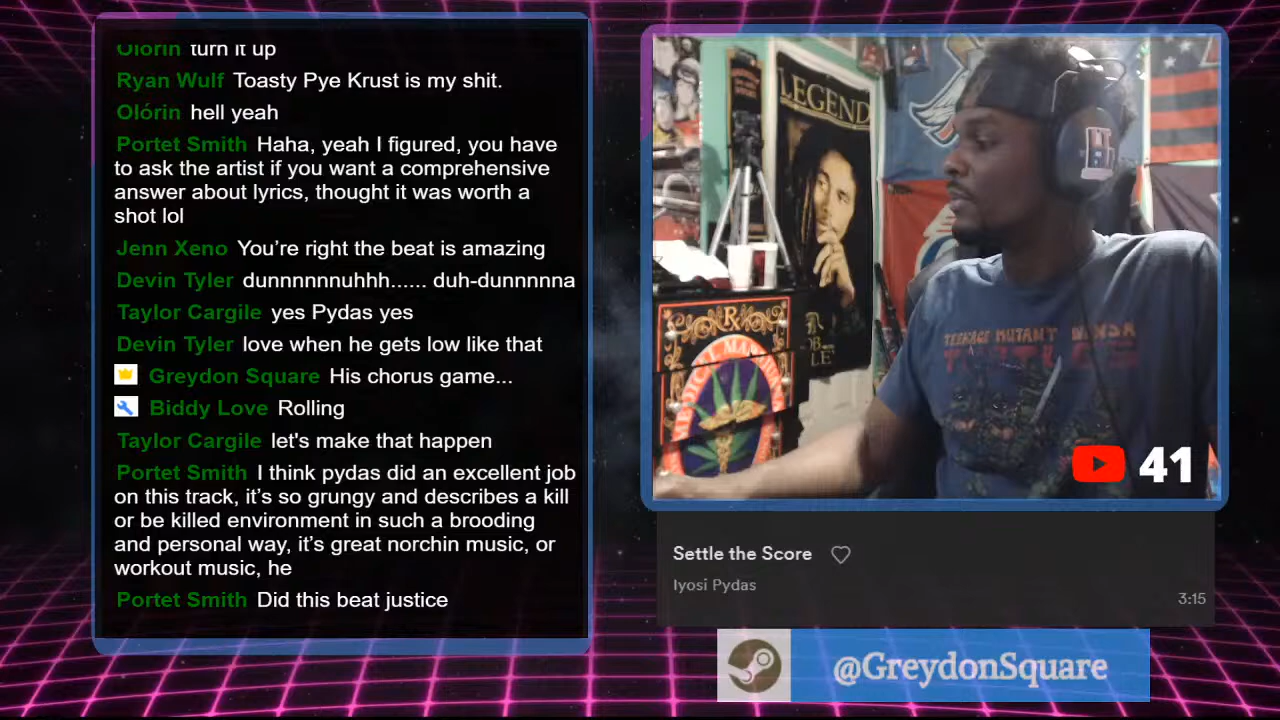 Olórin turn it up
Ryan Wulf Toasty Pye Krust is my shit.
Olórin hell yeah
Portet Smith Haha, yeah I figured, you have
to ask the artist if you want a comprehensive
answer about lyrics, thought it was worth a
shot lol
Jenn Xeno You’re right the beat is amazing
Devin Tyler dunnnnnnuhhh...... duh-dunnnnna
Taylor Cargile yes Pydas yes
Devin Tyler love when he gets low like that
Greydon Square His chorus game...
Biddy Love Rolling
Taylor Cargile let's make that happen
Portet Smith I think pydas did an excellent job
on this track, it’s so grungy and describes a kill
or be killed environment in such a brooding
and personal way, it’s great norchin music, or
workout music, he
Portet Smith Did this beat justice
LEGEND
Rx
TEENAGE MUTANT NINJA
TURTLES
41
Settle the Score
Iyosi Pydas
3:15
@GreydonSquare